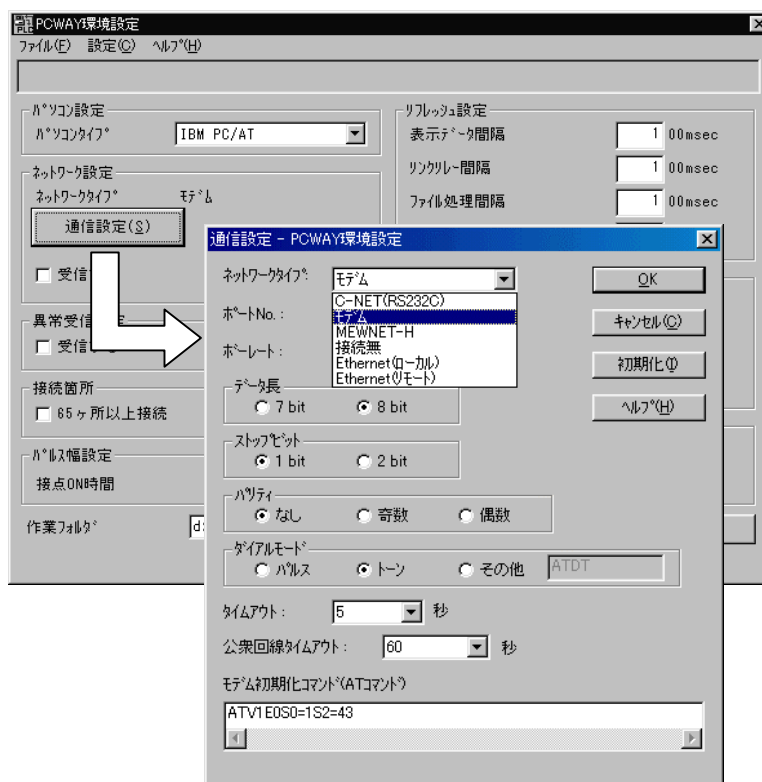 PCWAY環境設定
ﾌｧｲﾙ(F) 設定(C) ﾍﾙﾌﾟ(H)
ﾊﾟｿｺﾝ設定
ﾊﾟｿｺﾝﾀｲﾌﾟ IBM PC/AT
ﾈｯﾄﾜｰｸ設定
ﾈｯﾄﾜｰｸﾀｲﾌﾟ ﾓﾃﾞﾑ
通信設定(S)
受信
異常受信
受信
接続箇所
65ヶ所以上接続
ﾊﾟﾙｽ幅設定
接点ON時間
作業ﾌｫﾙﾀﾞ d:
ﾘﾌﾚｯｼｭ設定
表示ﾃﾞｰﾀ間隔 1 00msec
ﾘﾝｸﾘﾚｰ間隔 1 00msec
ﾌｧｲﾙ処理間隔 1 00msec
通信設定 - PCWAY環境設定
ﾈｯﾄﾜｰｸﾀｲﾌﾟ: ﾓﾃﾞﾑ
C-NET(RS232C)
ﾓﾃﾞﾑ
MEWNET-H
接続無
Ethernet(ﾛｰｶﾙ)
Ethernet(ﾘﾓｰﾄ)
ﾎﾟｰﾄNo. :
ﾎﾞｰﾚｰﾄ :
ﾃﾞｰﾀ長
7 bit 8 bit
ｽﾄｯﾌﾟﾋﾞｯﾄ
1 bit 2 bit
ﾊﾟﾘﾃｨ
なし 奇数 偶数
ﾀﾞｲｱﾙﾓｰﾄﾞ
ﾊﾟﾙｽ ﾄｰﾝ その他 ATDT
ﾀｲﾑｱｳﾄ : 5 秒
公衆回線ﾀｲﾑｱｳﾄ : 60 秒
ﾓﾃﾞﾑ初期化ｺﾏﾝﾄﾞ(ATｺﾏﾝﾄﾞ)
ATV1E0S0=1S2=43
OK
ｷｬﾝｾﾙ(C)
初期化(I)
ﾍﾙﾌﾟ(H)